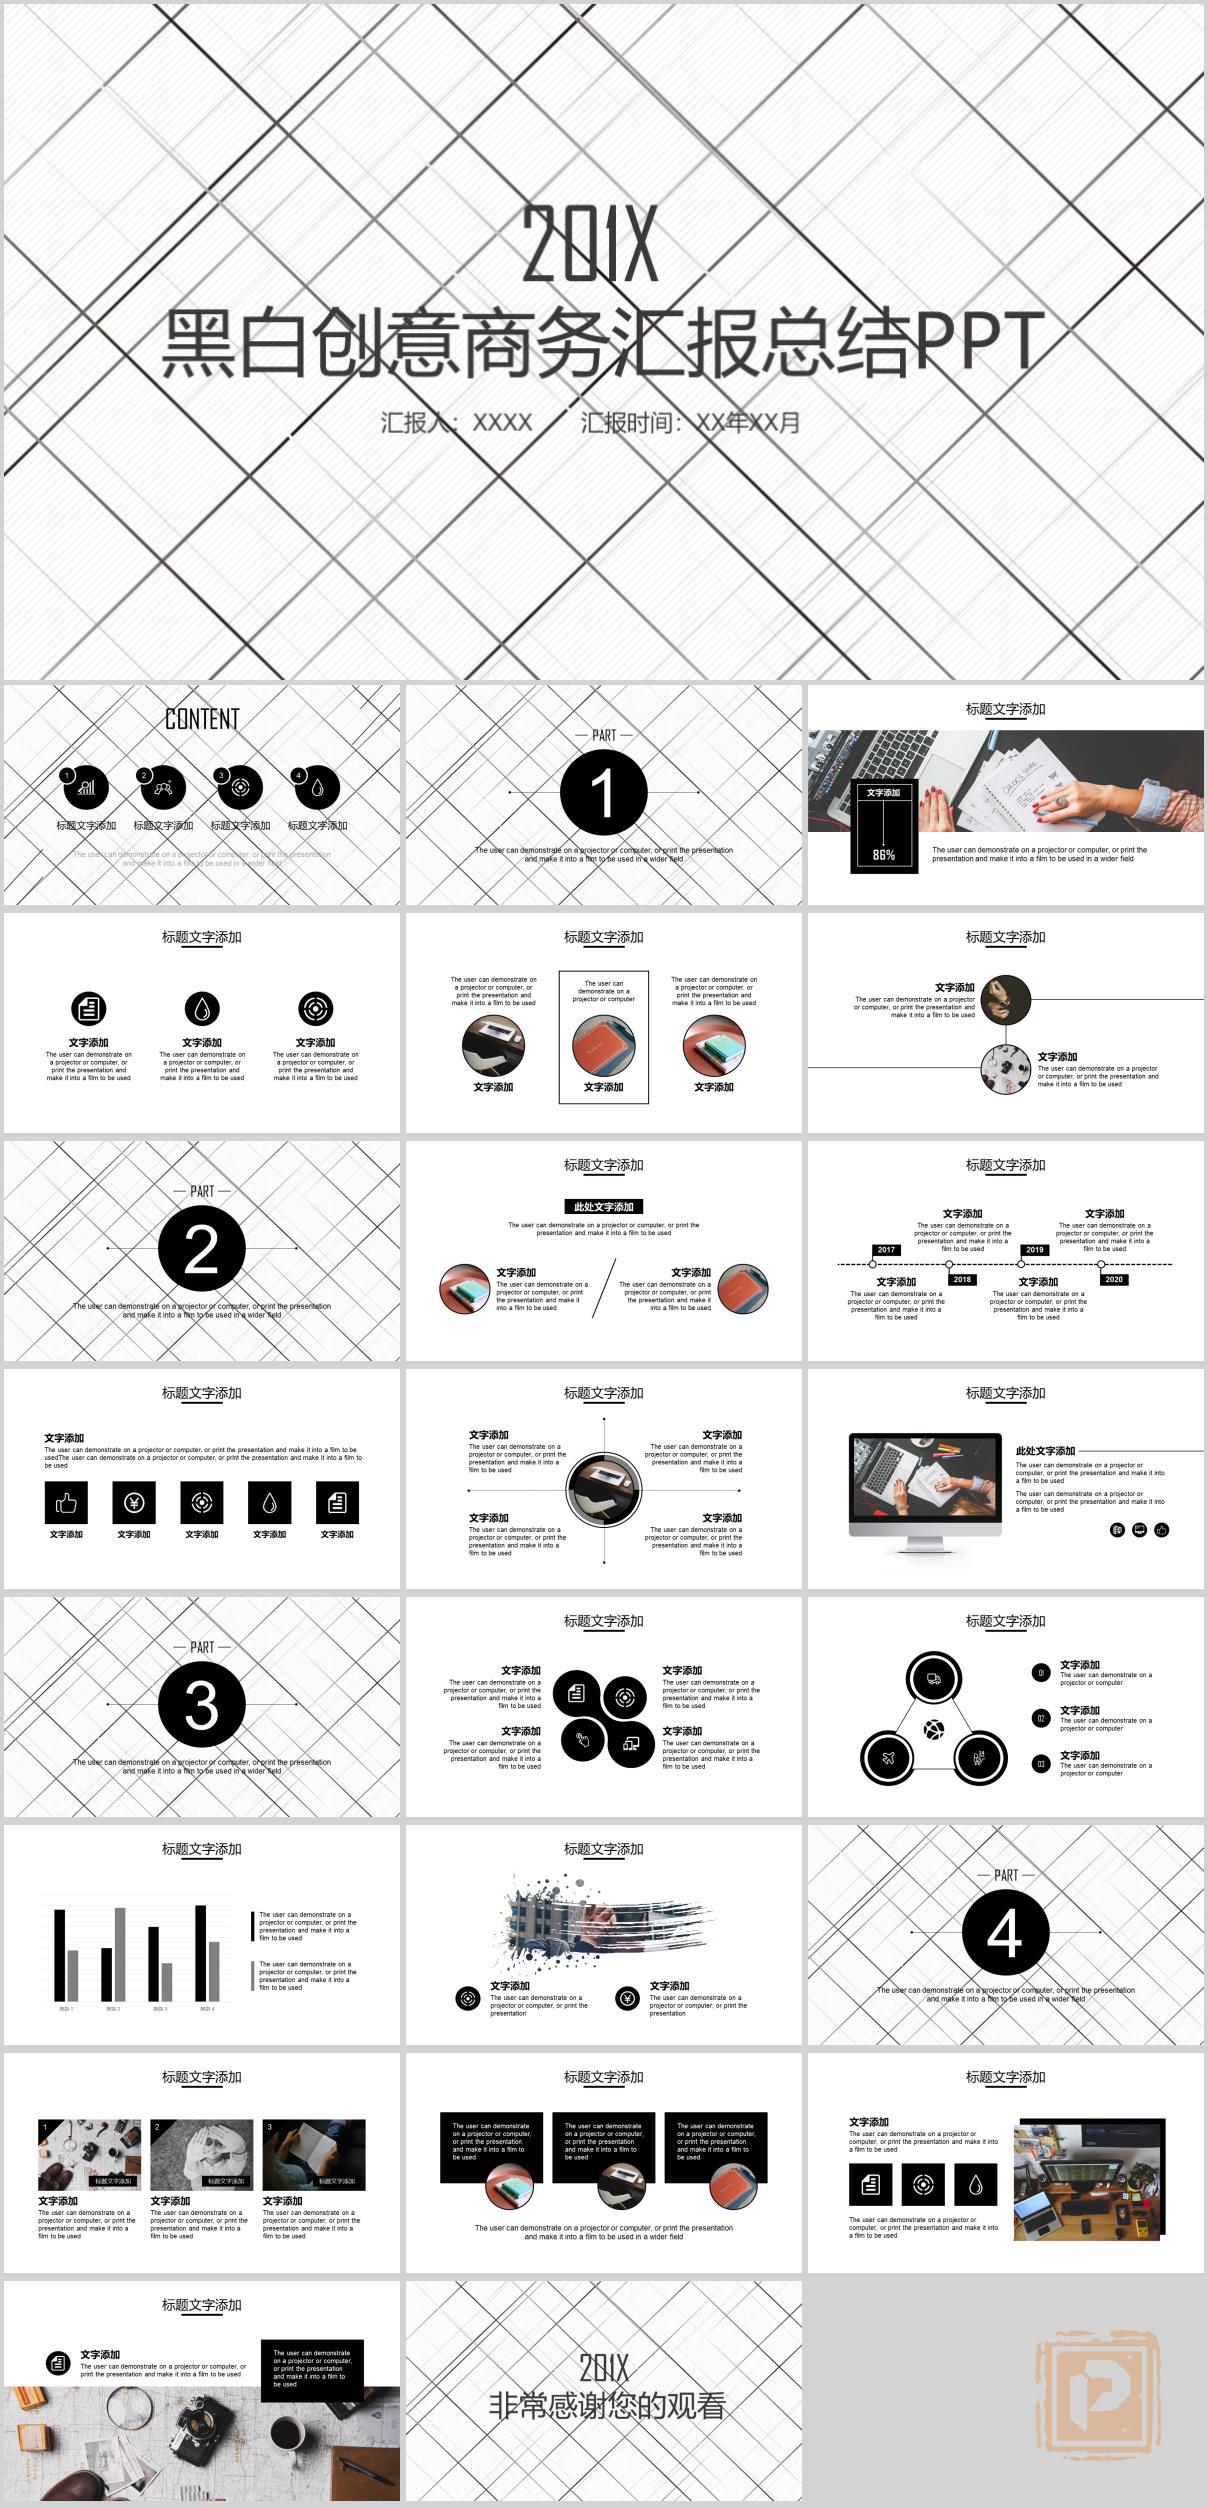 201X
黑白创意商务汇报总结PPT
汇报人：XXXX 汇报时间：XX年XX月
CONTENT
1
2
3
4
标题文字添加
标题文字添加
标题文字添加
标题文字添加
The user can demonstrate on a projector or computer, or print the presentation
and make it into a film to be used in a wider field
PART
1
The user can demonstrate on a projector or computer, or print the presentation
and make it into a film to be used in a wider field
标题文字添加
文字添加
86%
The user can demonstrate on a projector or computer, or print the
presentation and make it into a film to be used in a wider field
标题文字添加
文字添加
The user can demonstrate on
a projector or computer, or
print the presentation and
make it into a film to be used
文字添加
The user can demonstrate on
a projector or computer, or
print the presentation and
make it into a film to be used
文字添加
The user can demonstrate on
a projector or computer, or
print the presentation and
make it into a film to be used
标题文字添加
The user can demonstrate on
a projector or computer, or
print the presentation and
make it into a film to be used
文字添加
The user can
demonstrate on a
projector or computer
文字添加
The user can demonstrate on
a projector or computer, or
print the presentation and
make it into a film to be used
文字添加
标题文字添加
文字添加
The user can demonstrate on a projector
or computer, or print the presentation and
make it into a film to be used
文字添加
The user can demonstrate on a projector
or computer, or print the presentation and
make it into a film to be used
PART
2
The user can demonstrate on a projector or computer, or print the presentation
and make it into a film to be used in a wider field
标题文字添加
此处文字添加
The user can demonstrate on a projector or computer, or print the
presentation and make it into a film to be used in a wider field
文字添加
The user can demonstrate on a
projector or computer, or print
the presentation and make it
into a film to be used
文字添加
The user can demonstrate on a
projector or computer, or print
the presentation and make it
into a film to be used
标题文字添加
文字添加
The user can demonstrate on a
projector or computer, or print the
presentation and make it into a
film to be used
文字添加
The user can demonstrate on a
projector or computer, or print the
presentation and make it into a
film to be used
2017
2019
2018
2020
文字添加
The user can demonstrate on a
projector or computer, or print the
presentation and make it into a
film to be used
文字添加
The user can demonstrate on a
projector or computer, or print the
presentation and make it into a
film to be used
标题文字添加
文字添加
The user can demonstrate on a projector or computer, or print the presentation and make it into a film to be
usedThe user can demonstrate on a projector or computer, or print the presentation and make it into a film to
be used
文字添加
文字添加
文字添加
文字添加
文字添加
标题文字添加
文字添加
The user can demonstrate on a
projector or computer, or print the
presentation and make it into a
film to be used
文字添加
The user can demonstrate on a
projector or computer, or print the
presentation and make it into a
film to be used
文字添加
The user can demonstrate on a
projector or computer, or print the
presentation and make it into a
film to be used
文字添加
The user can demonstrate on a
projector or computer, or print the
presentation and make it into a
film to be used
标题文字添加
此处文字添加
The user can demonstrate on a projector or
computer, or print the presentation and make it into
a film to be used
The user can demonstrate on a projector or
computer, or print the presentation and make it into
a film to be used
PART
3
The user can demonstrate on a projector or computer, or print the presentation
and make it into a film to be used in a wider field
标题文字添加
文字添加
The user can demonstrate on a
projector or computer, or print the
presentation and make it into a
film to be used
文字添加
The user can demonstrate on a
projector or computer, or print the
presentation and make it into a
film to be used
文字添加
The user can demonstrate on a
projector or computer, or print the
presentation and make it into a
film to be used
文字添加
The user can demonstrate on a
projector or computer, or print the
presentation and make it into a
film to be used
标题文字添加
01
文字添加
The user can demonstrate on a
projector or computer
02
文字添加
The user can demonstrate on a
projector or computer
03
文字添加
The user can demonstrate on a
projector or computer
标题文字添加
The user can demonstrate on a
projector or computer, or print the
presentation and make it into a
film to be used
The user can demonstrate on a
projector or computer, or print the
presentation and make it into a
film to be used
类别 1
类别 2
类别 3
类别 4
标题文字添加
文字添加
The user can demonstrate on a
projector or computer, or print the
presentation
文字添加
The user can demonstrate on a
projector or computer, or print the
presentation
PART
4
The user can demonstrate on a projector or computer, or print the presentation
and make it into a film to be used in a wider field
标题文字添加
1
标题文字添加
2
标题文字添加
3
标题文字添加
文字添加
The user can demonstrate on a
projector or computer, or print the
presentation and make it into a
film to be used
文字添加
The user can demonstrate on a
projector or computer, or print the
presentation and make it into a
film to be used
文字添加
The user can demonstrate on a
projector or computer, or print the
presentation and make it into a
film to be used
标题文字添加
The user can demonstrate
on a projector or computer,
or print the presentation
and make it into a film to
be used
The user can demonstrate
on a projector or computer,
or print the presentation
and make it into a film to
be used
The user can demonstrate
on a projector or computer,
or print the presentation
and make it into a film to
be used
The user can demonstrate on a projector or computer, or print the presentation
and make it into a film to be used in a wider field
标题文字添加
文字添加
The user can demonstrate on a projector or
computer, or print the presentation and make it into
a film to be used
The user can demonstrate on a projector or
computer, or print the presentation and make it into
a film to be used
标题文字添加
文字添加
The user can demonstrate on a projector or computer, or
print the presentation and make it into a film to be used
The user can demonstrate
on a projector or computer,
or print the presentation
and make it into a film to
be used
201X
非常感谢您的观看